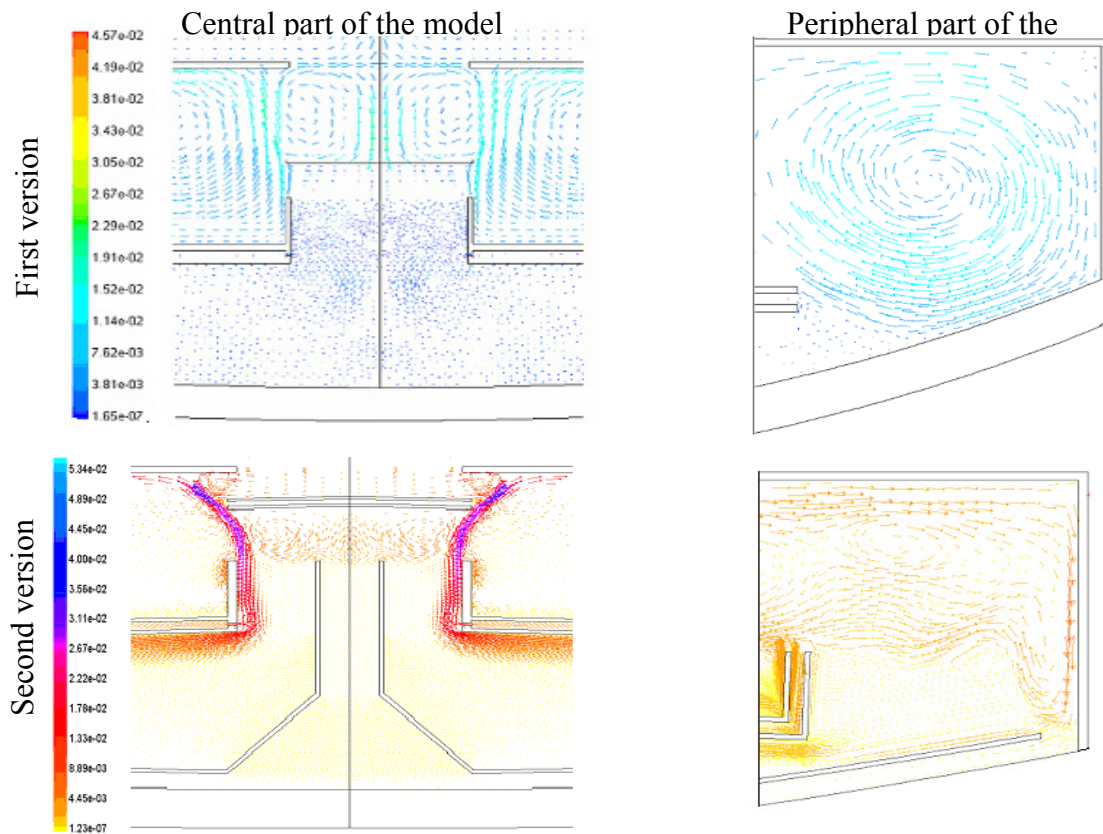 Central part of the model
Peripheral part of the
First version
4.57e-02
4.19e-02
3.81e-02
3.43e-02
3.05e-02
2.67e-02
2.29e-02
1.91e-02
1.52e-02
1.14e-02
7.62e-03
3.81e-03
1.65e-07
Second version
5.34e-02
4.89e-02
4.45e-02
4.00e-02
3.56e-02
3.11e-02
2.67e-02
2.22e-02
1.78e-02
1.33e-02
8.89e-03
4.45e-03
1.23e-07